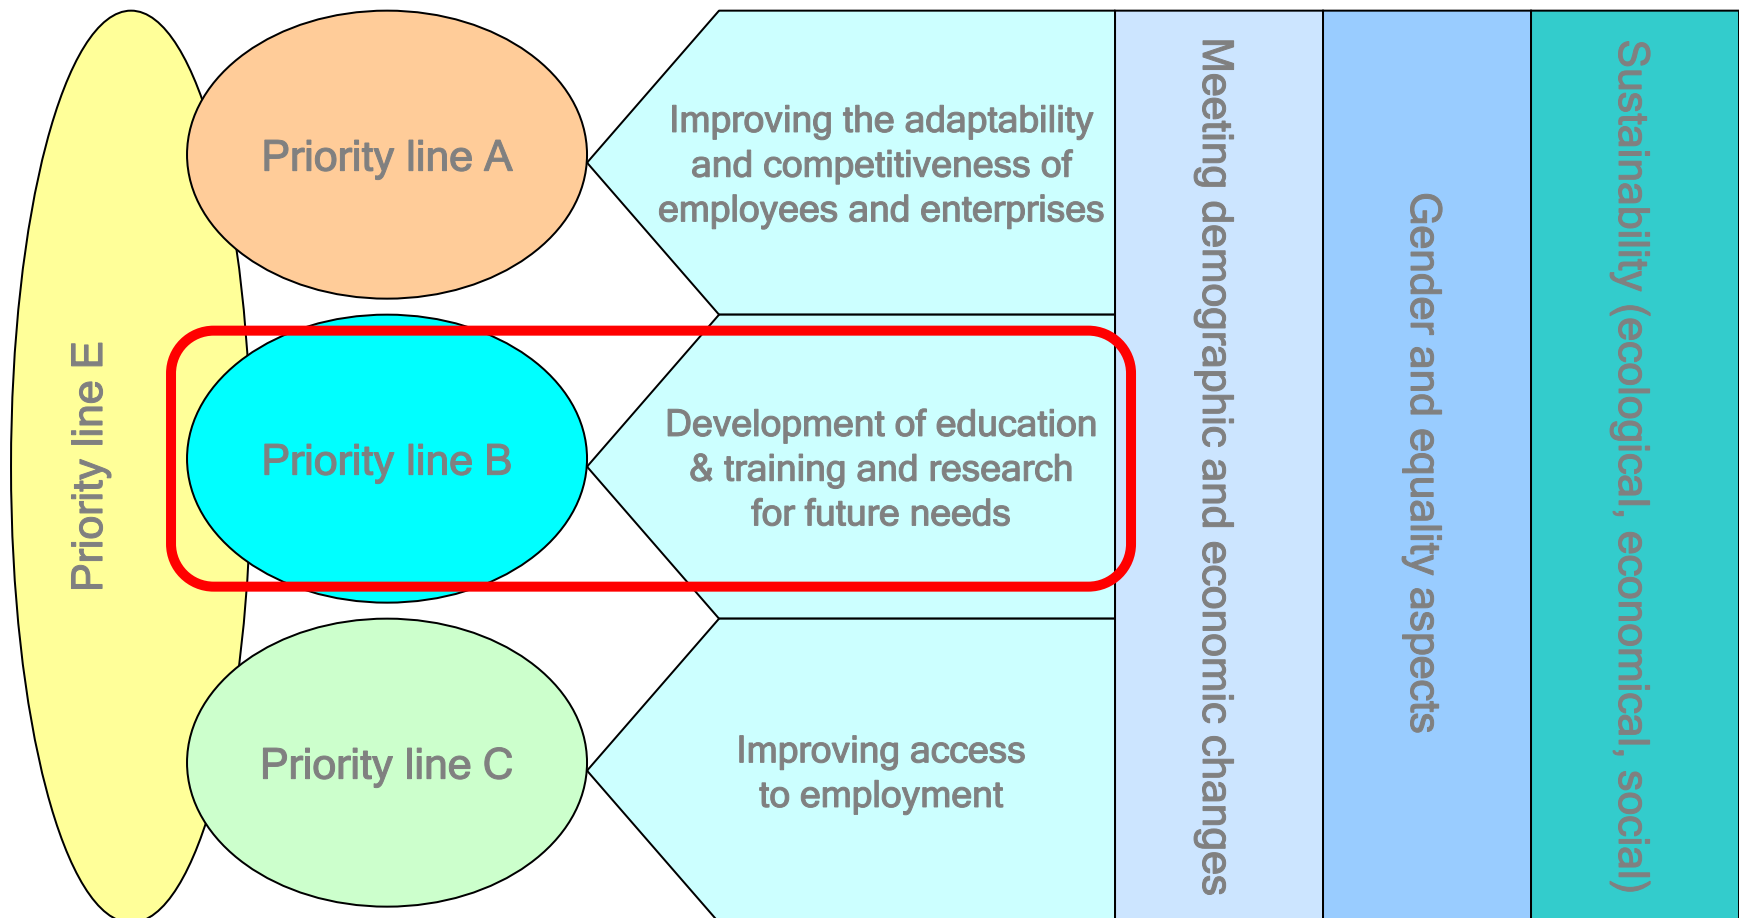 Priority line E
Priority line A
Improving the adaptability
and competitiveness of
employees and enterprises
Priority line B
Development of education
& training and research
for future needs
Priority line C
Improving access
to employment
Meeting demographic and economic changes
Gender and equality aspects
Sustainability (ecological, economical, social)